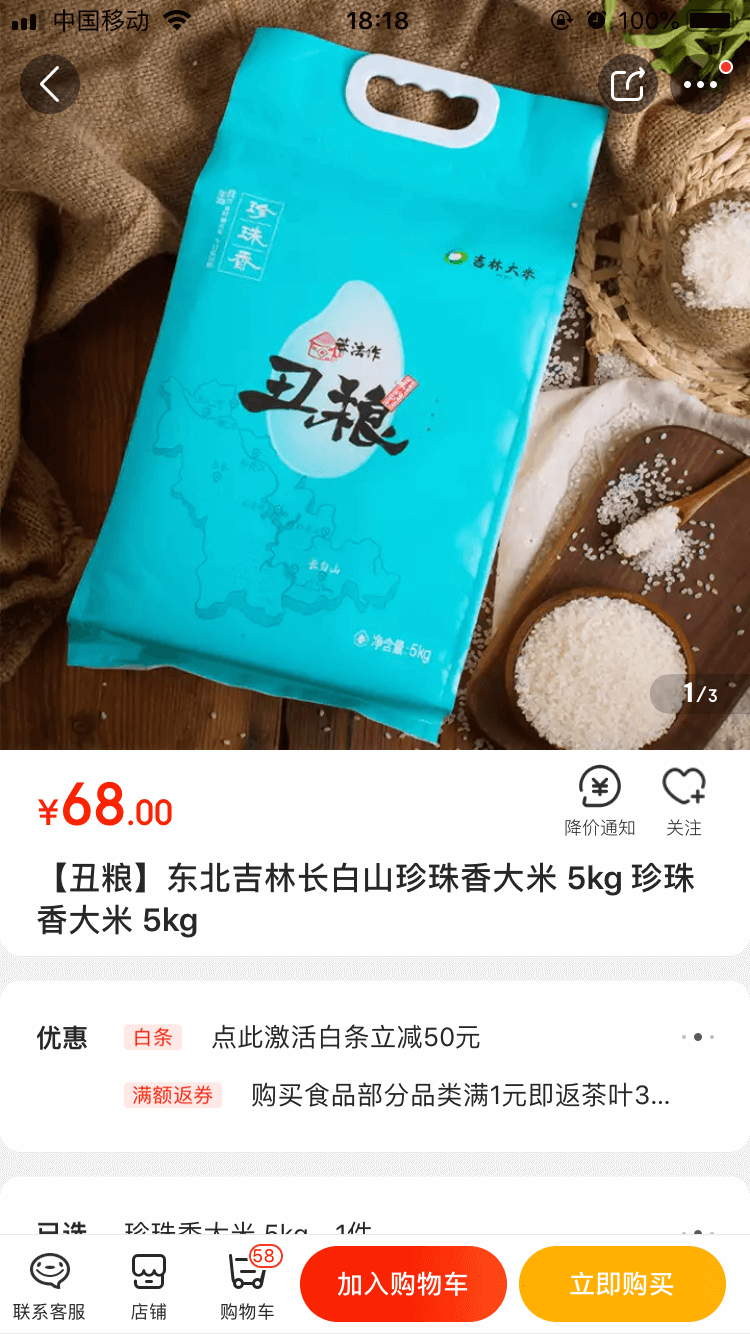 中国移动
18:18
100%
珍珠香
吉林大米
笨法作
丑粮
长白山
净含量:5kg
1/3
¥68.00
降价通知
关注
【丑粮】东北吉林长白山珍珠香大米 5kg 珍珠
香大米 5kg
优惠
白条
点此激活白条立减50元
满额返券
购买食品部分品类满1元即返茶叶3...
已选
珍珠香大米 5kg，1件
58
联系客服
店铺
购物车
加入购物车
立即购买